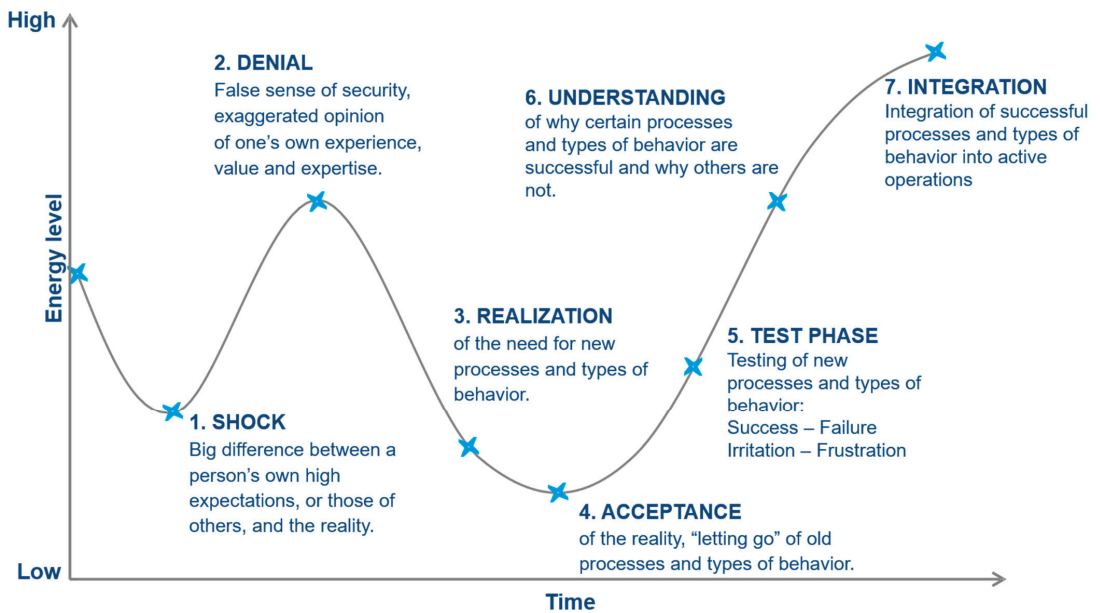 High
2. DENIAL
False sense of security,
exaggerated opinion
of one's own experience,
value and expertise.
6. UNDERSTANDING
of why certain processes
and types of behavior are
successful and why others are
not.
7. INTEGRATION
Integration of successful
processes and types of
behavior into active
operations
Energy level
3. REALIZATION
of the need for new
processes and types of
behavior.
5. TEST PHASE
Testing of new
processes and types of
behavior:
Success – Failure
Irritation – Frustration
1. SHOCK
Big difference between a
person's own high
expectations, or those of
others, and the reality.
4. ACCEPTANCE
of the reality, “letting go” of old
processes and types of behavior.
Low
Time